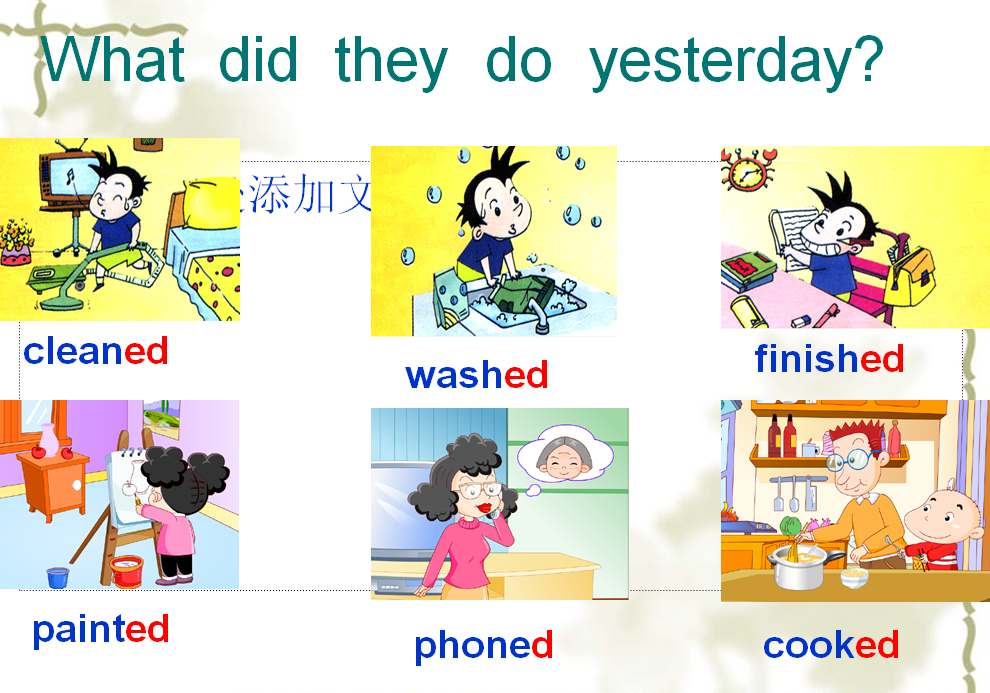 What did they do yesterday?
添加文
cleaned
washed
finished
painted
phoned
cooked